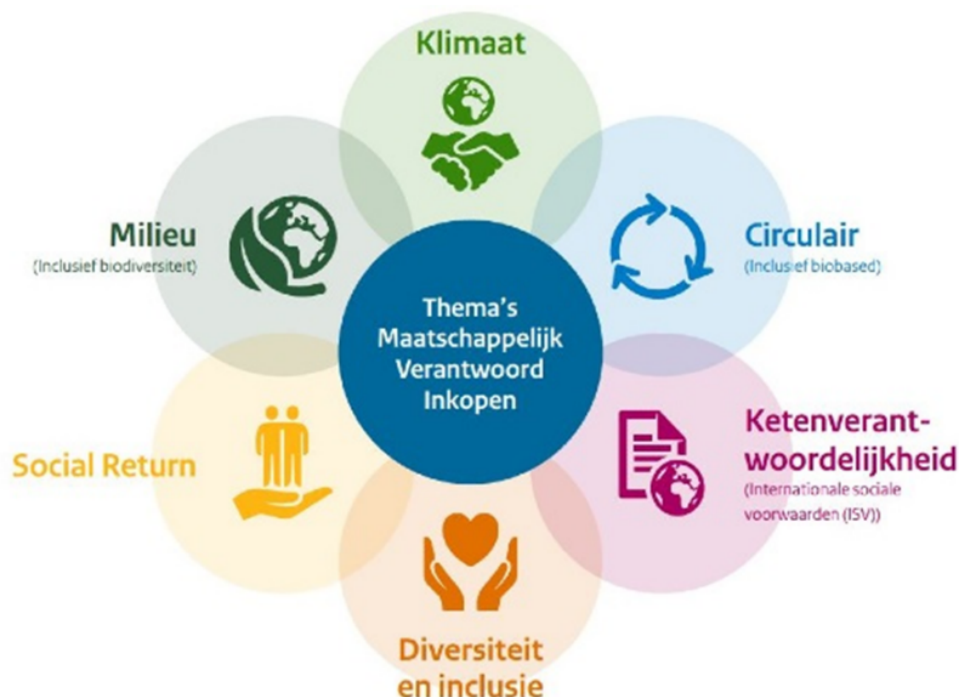 Klimaat
Milieu
(Inclusief biodiversiteit)
Circulair
(Inclusief biobased)
Thema's
Maatschappelijk
Verantwoord
Inkopen
Social Return
Ketenverant-
woordelijkheid
(Internationale sociale
voorwaarden (ISV))
Diversiteit
en inclusie